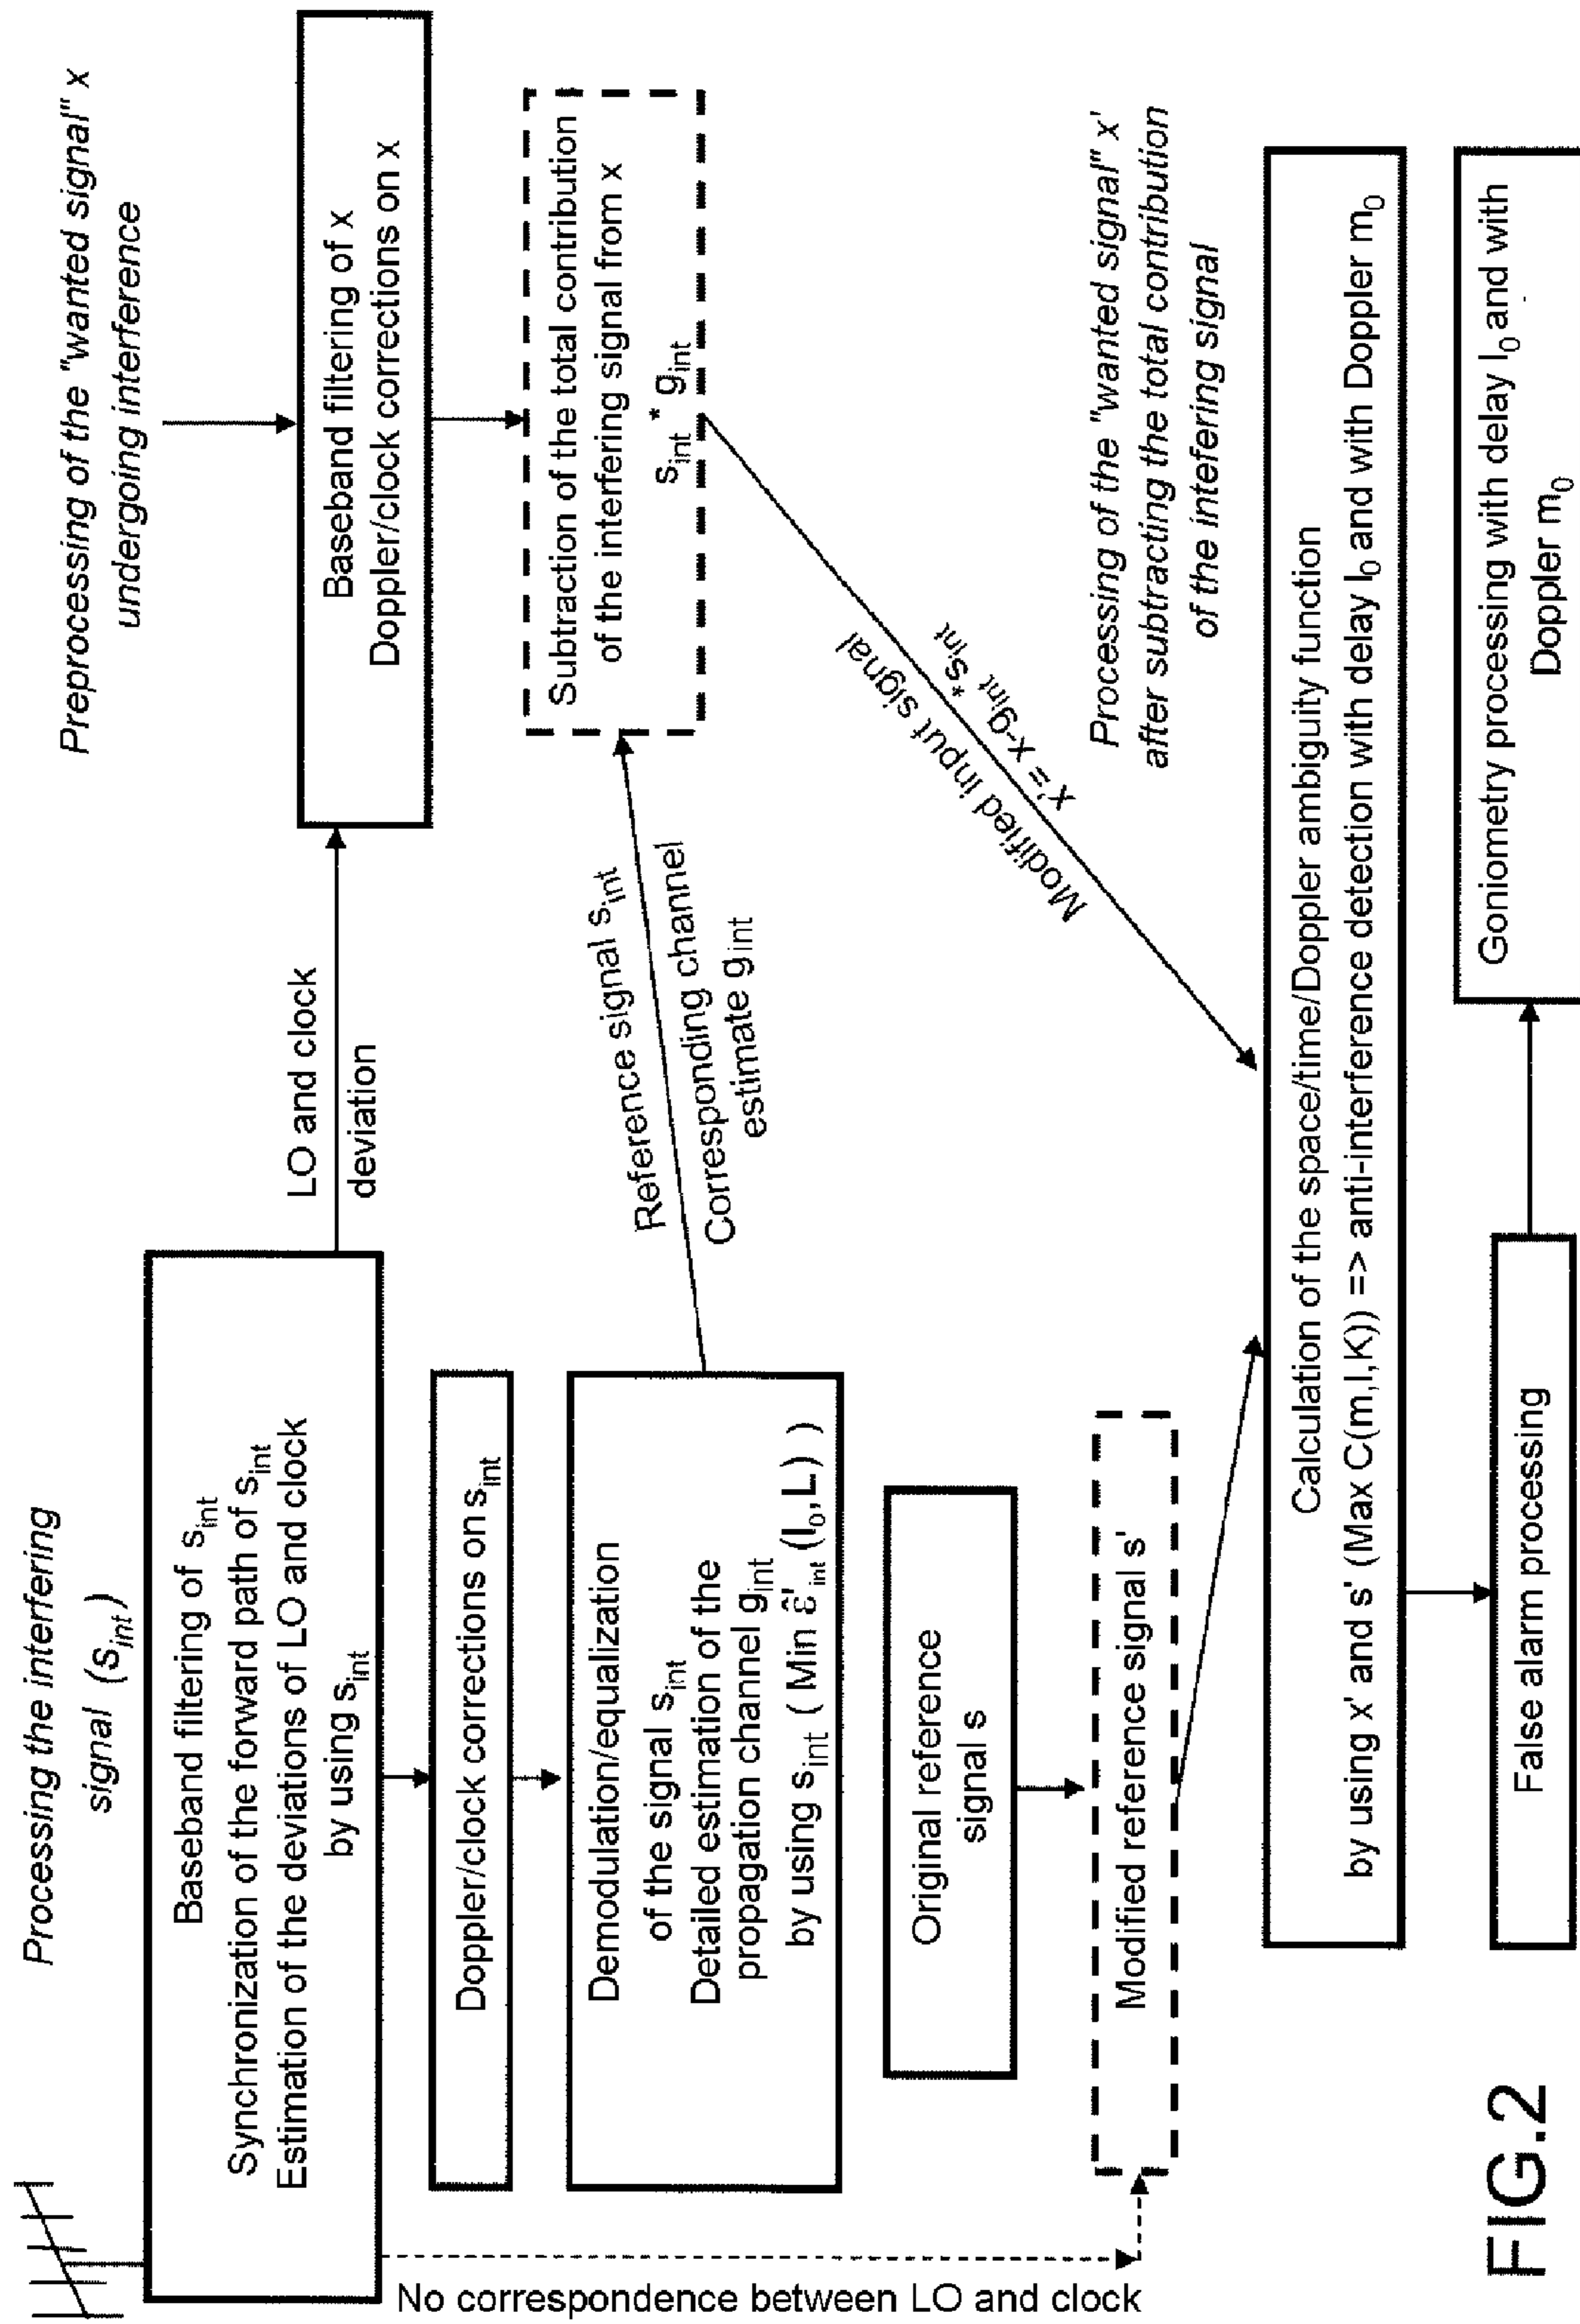 Processing the interfering
signal (s_int)
Baseband filtering of s_int
Synchronization of the forward path of s_int
Estimation of the deviations of LO and clock
by using s_int
Doppler/clock corrections on s_int
Demodulation/equalization
of the signal s_int
Detailed estimation of the
propagation channel g_int
by using s_int ( Min ε̂'_int (l_0,L) )
Original reference
signal s
Modified reference signal s'
No correspondence between LO and clock
LO and clock
deviation
Reference signal s_int
Corresponding channel
estimate g_int
Preprocessing of the "wanted signal" x
undergoing interference
Baseband filtering of x
Doppler/clock corrections on x
Subtraction of the total contribution
of the interfering signal from x
s_int * g_int
Modified input signal
x'= x-g_int*s_int
Processing of the "wanted signal" x'
after subtracting the total contribution
of the intefering signal
Calculation of the space/time/Doppler ambiguity function
by using x' and s' (Max C(m,l,K)) => anti-interference detection with delay l_0 and with Doppler m_0
False alarm processing
Goniometry processing with delay l_0 and with
Doppler m_0
FIG.2